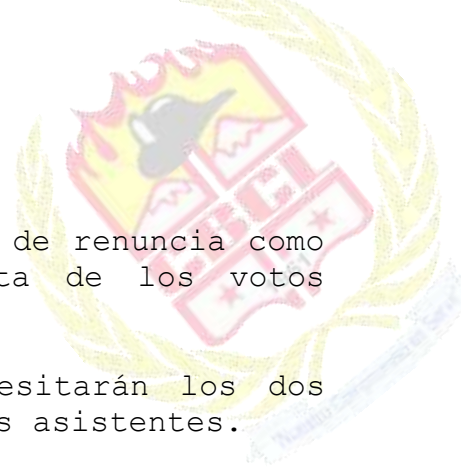 de renuncia como
ta de los votos
esitarán los dos
s asistentes.